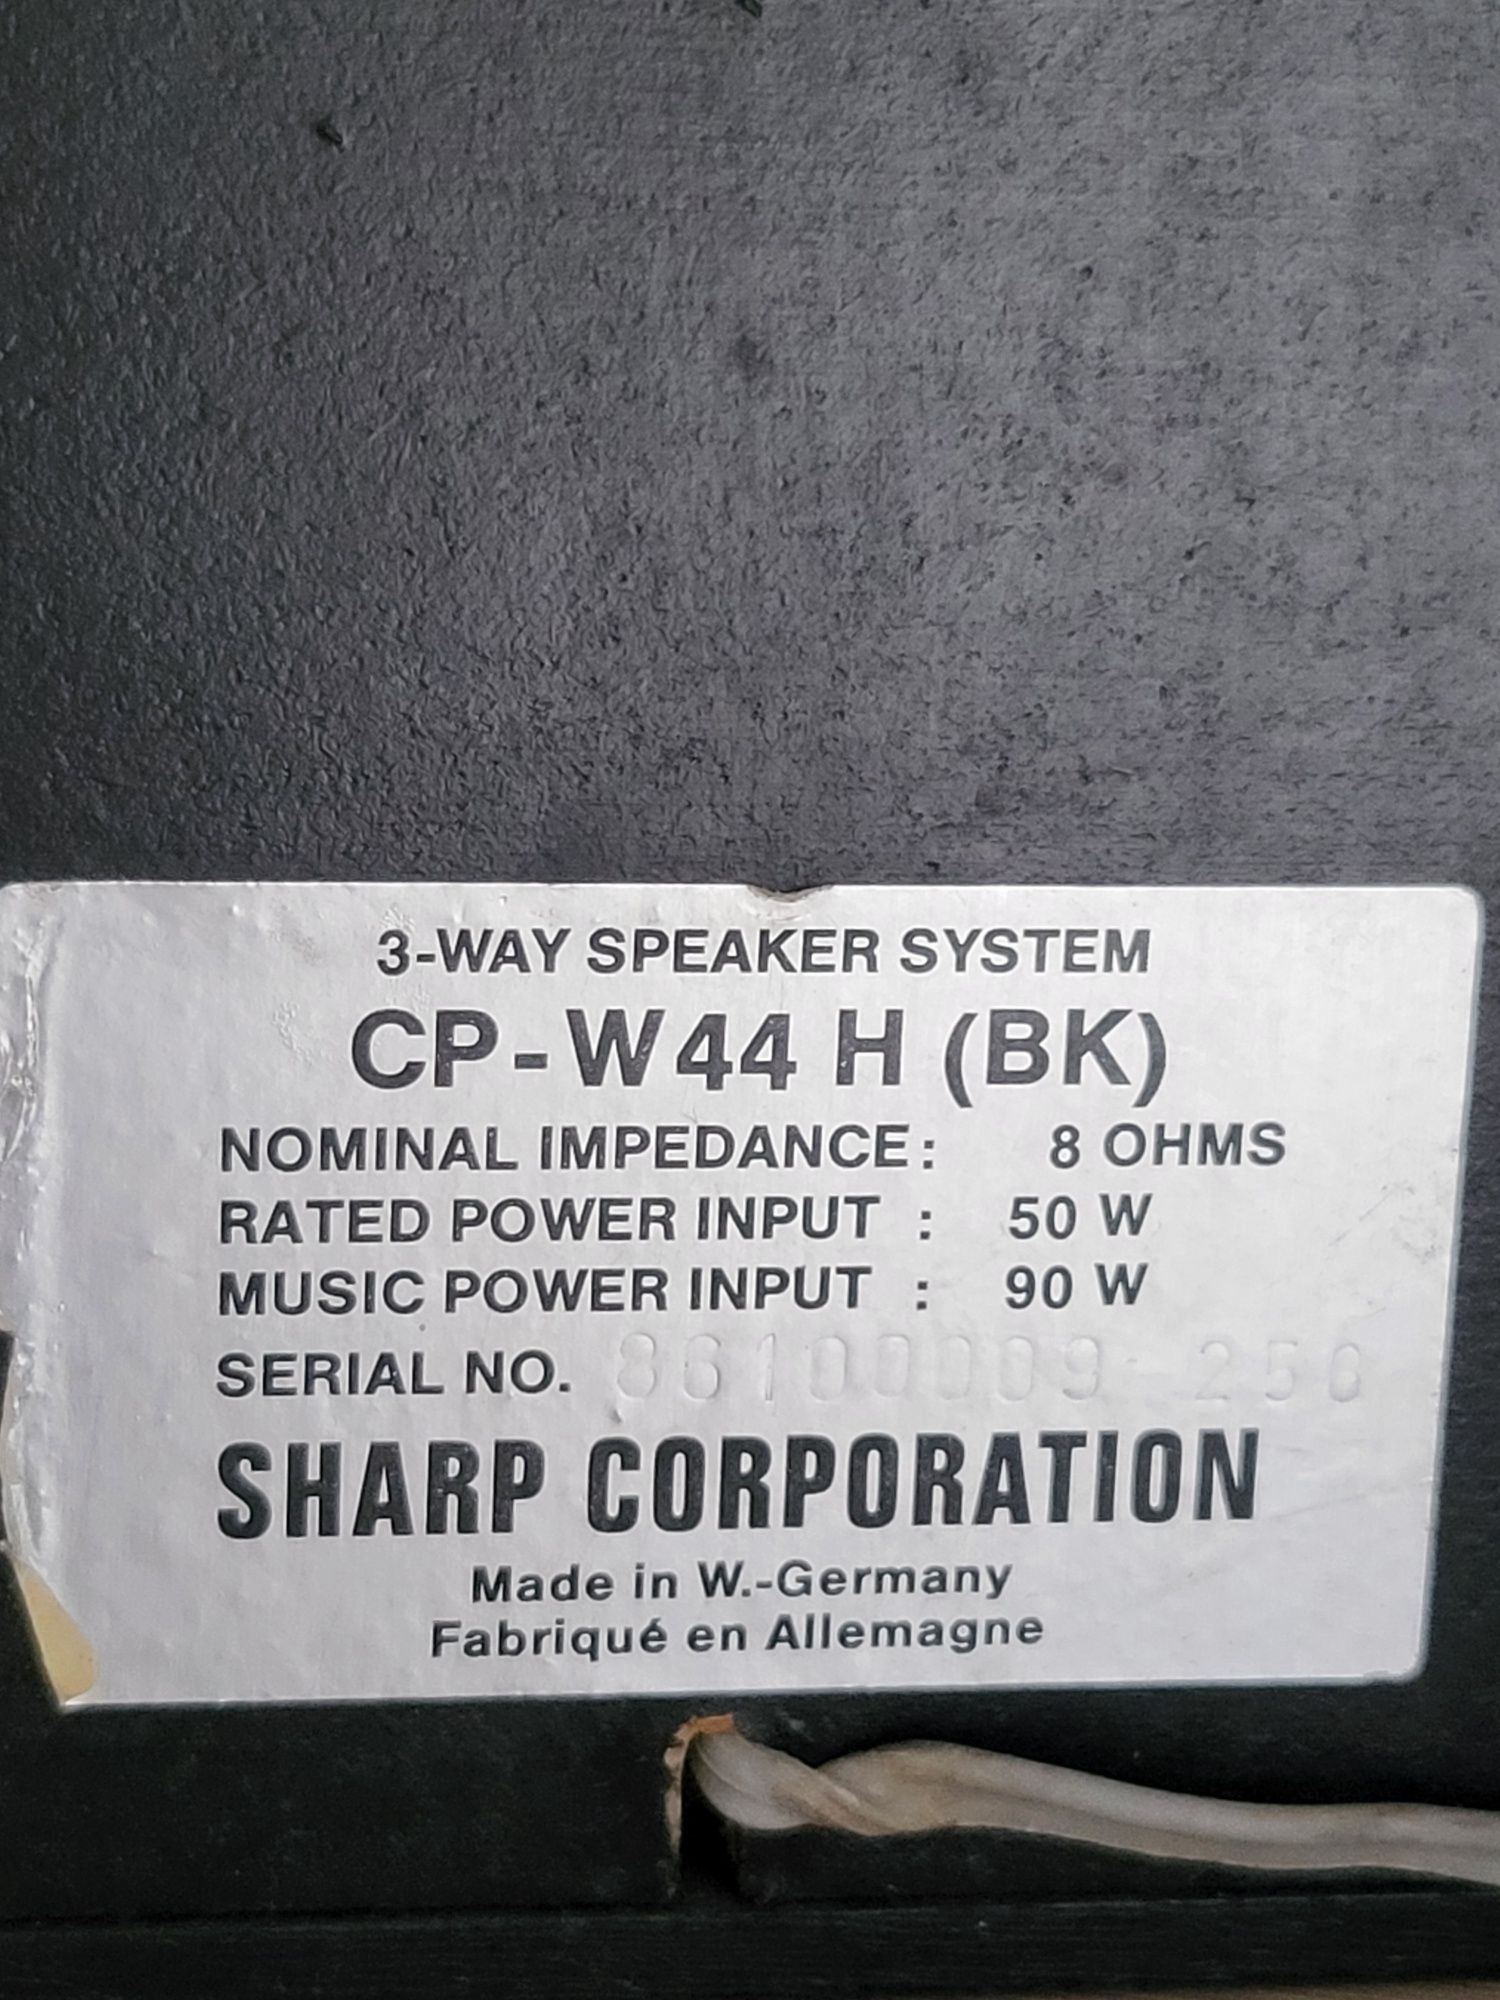 3-WAY SPEAKER SYSTEM
CP-W44 H (BK)
NOMINAL IMPEDANCE: 8 OHMS
RATED POWER INPUT : 50 W
MUSIC POWER INPUT : 90 W
SERIAL NO.
SHARP CORPORATION
Made in W.-Germany
Fabriqué en Allemagne